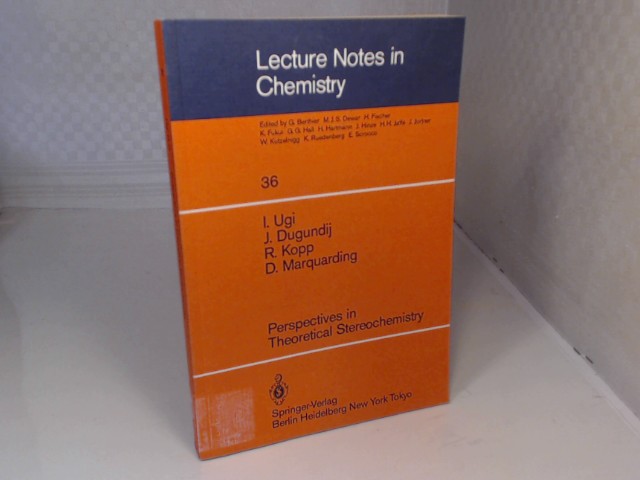 Lecture Notes in
Chemistry
Edited by G. Berthier M.J.S. Dewar H. Fischer
K. Fukui G.G. Hall H. Hartmann J. Hinze H.H. Jaffé J. Jortner
W. Kutzelnigg K. Ruedenberg E. Scrocco
36
I. Ugi
J. Dugundij
R. Kopp
D. Marquarding
Perspectives in
Theoretical Stereochemistry
Springer-Verlag
Berlin Heidelberg New York Tokyo